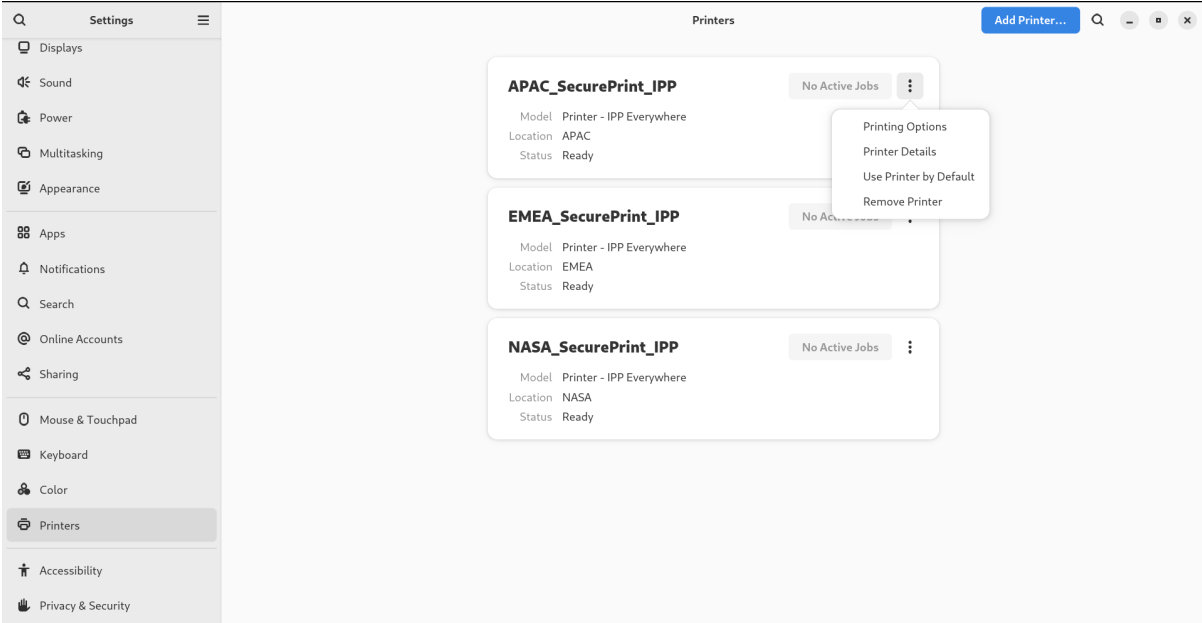 Settings
Printers
Add Printer...
Displays
Sound
Power
Multitasking
Appearance
Apps
Notifications
Search
Online Accounts
Sharing
Mouse & Touchpad
Keyboard
Color
Printers
Accessibility
Privacy & Security
APAC_SecurePrint_IPP
No Active Jobs
Model Printer - IPP Everywhere
Location APAC
Status Ready
Printing Options
Printer Details
Use Printer by Default
Remove Printer
EMEA_SecurePrint_IPP
No Active Jobs
Model Printer - IPP Everywhere
Location EMEA
Status Ready
NASA_SecurePrint_IPP
No Active Jobs
Model Printer - IPP Everywhere
Location NASA
Status Ready